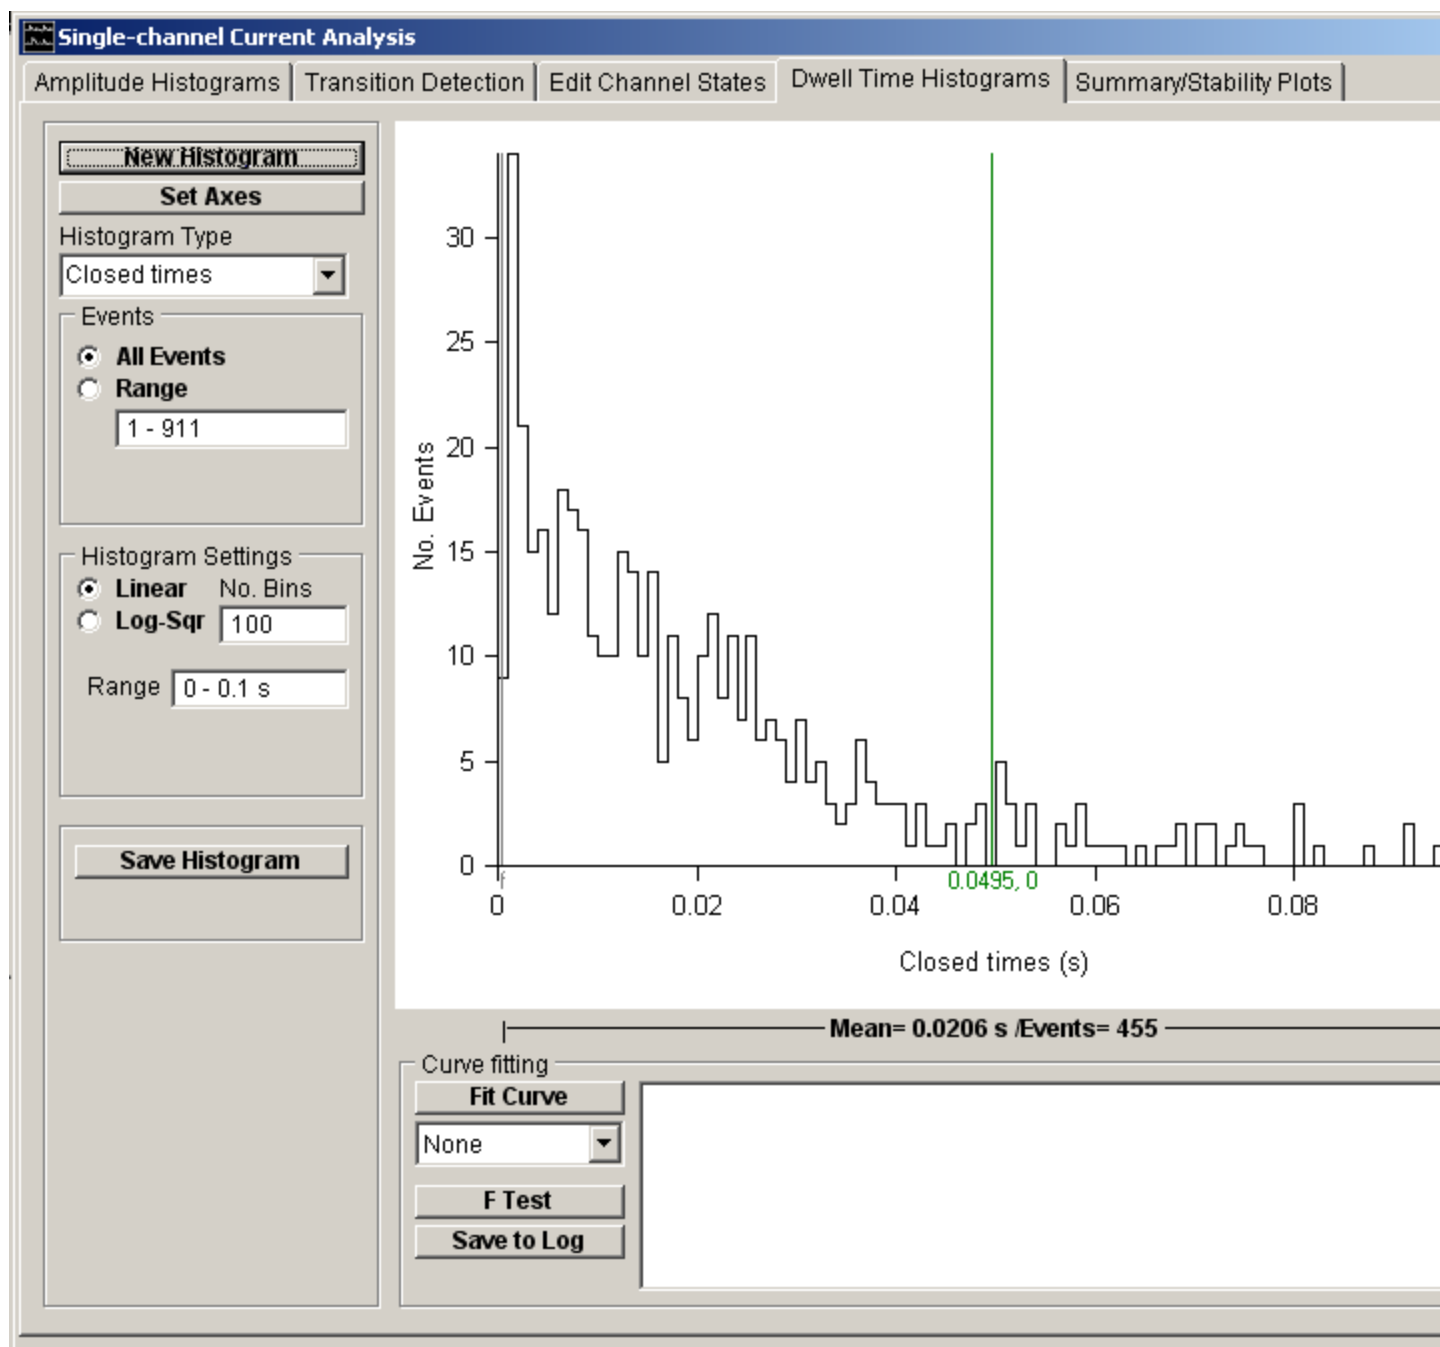 Single-channel Current Analysis
Amplitude Histograms Transition Detection Edit Channel States Dwell Time Histograms Summary/Stability Plots
New Histogram
Set Axes
Histogram Type
Closed times
Events
All Events
Range
1 - 911
Histogram Settings
Linear No. Bins
Log-Sqr 100
Range 0 - 0.1 s
Save Histogram
No. Events
30
25
20
15
10
5
0
0.0495, 0
0 0.02 0.04 0.06 0.08
Closed times (s)
Mean= 0.0206 s /Events= 455
Curve fitting
Fit Curve
None
F Test
Save to Log